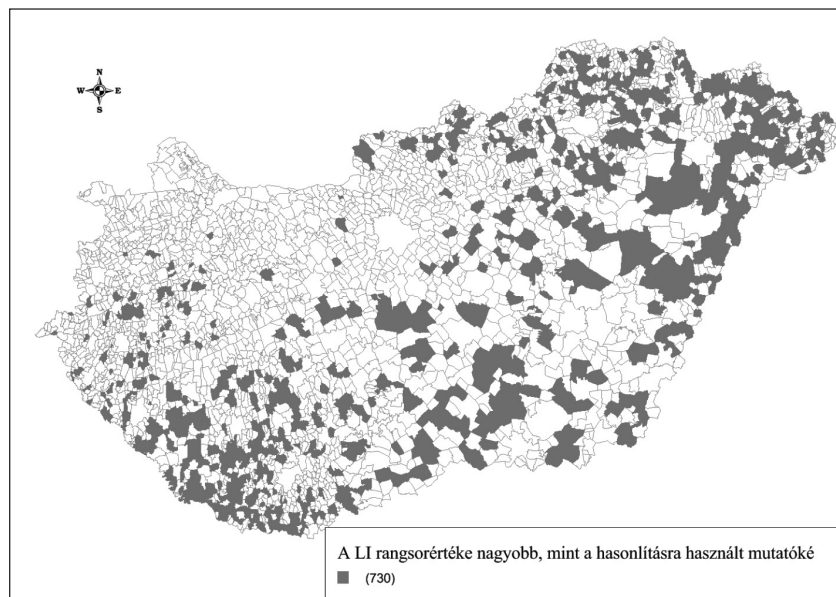 N
W E
S
A LI rangsorértéke nagyobb, mint a hasonlításra használt mutatóké
(730)